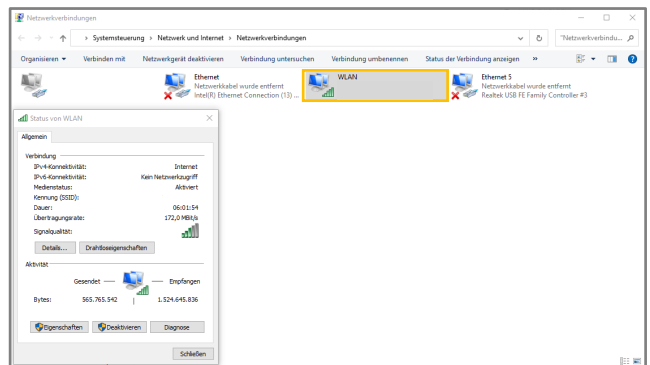 Netzwerkverbindungen
Systemsteuerung > Netzwerk und Internet > Netzwerkverbindungen
"Netzwerkverbindu...
Organisieren Verbinden mit Netzwerkgerät deaktivieren Verbindung untersuchen Verbindung umbenennen Status der Verbindung anzeigen »
Ethernet
Netzwerkkabel wurde entfernt
Intel(R) Ethernet Connection (13) ...
WLAN
Ethernet 5
Netzwerkkabel wurde entfernt
Realtek USB FE Family Controller #3
Status von WLAN
Allgemein
Verbindung
IPv4-Konnektivität: Internet
IPv6-Konnektivität: Kein Netzwerkzugriff
Medienstatus: Aktiviert
Kennung (SSID):
Dauer: 06:01:54
Übertragungsrate: 172,0 MBit/s
Signalqualität:
Details... Drahtloseigenschaften
Aktivität
Gesendet Empfangen
Bytes: 565.765.542 1.524.645.836
Eigenschaften Deaktivieren Diagnose
Schließen